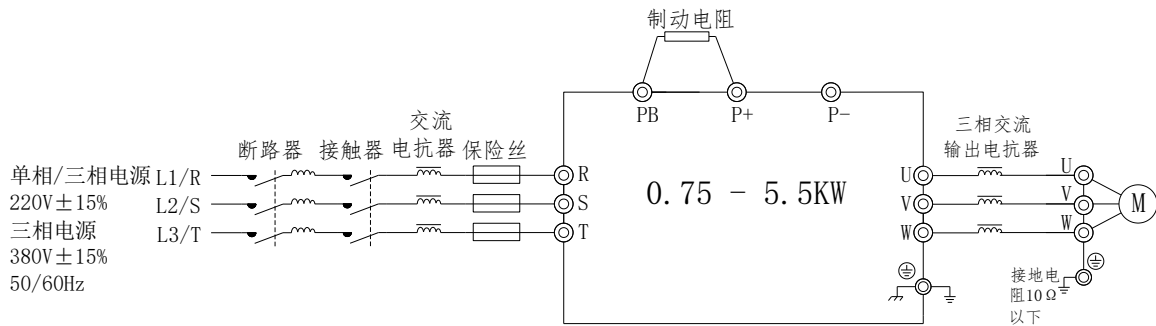 制动电阻
PB P+ P-
交流
电抗器
断路器 接触器 保险丝
三相交流
输出电抗器
单相/三相电源
220V±15%
三相电源
380V±15%
50/60Hz
L1/R
L2/S
L3/T
R
S
T
0.75 - 5.5KW
U
V
W
U
V
W
M
接地电
阻10Ω
以下